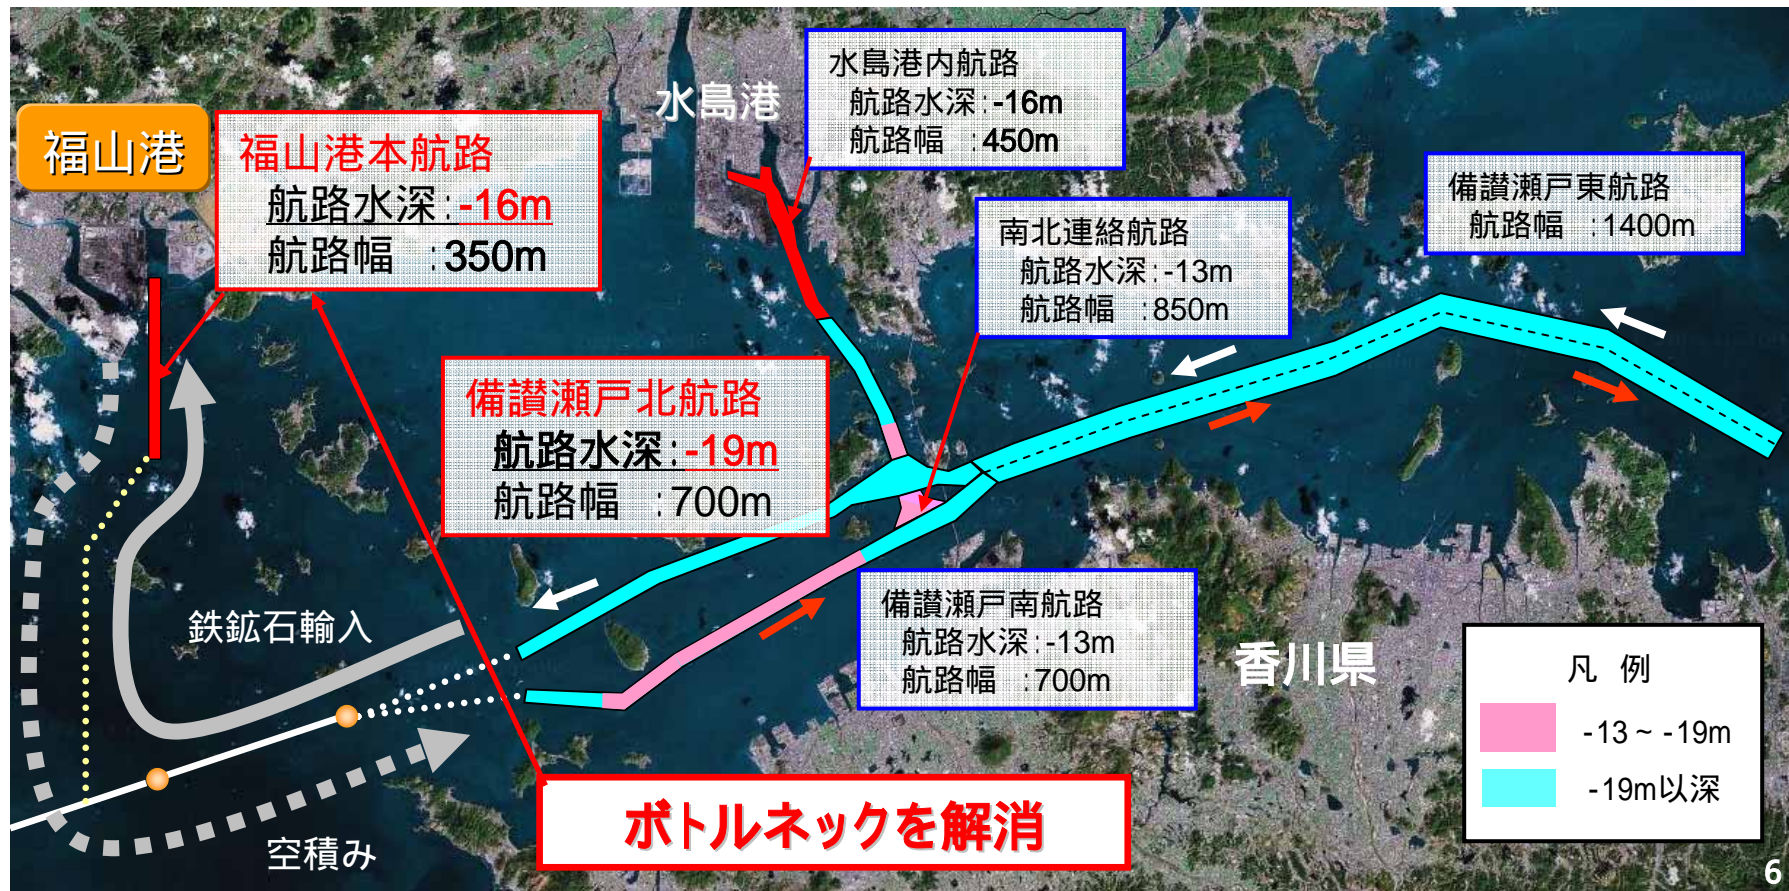 福山港
福山港本航路
航路水深:-16m
航路幅 :350m
水島港
水島港内航路
航路水深:-16m
航路幅 :450m
南北連絡航路
航路水深:-13m
航路幅 :850m
備讃瀬戸東航路
航路幅 :1400m
備讃瀬戸北航路
航路水深:-19m
航路幅 :700m
備讃瀬戸南航路
航路水深:-13m
航路幅 :700m
鉄鉱石輸入
空積み
香川県
ボトルネックを解消
凡 例
-13~-19m
-19m以深
6